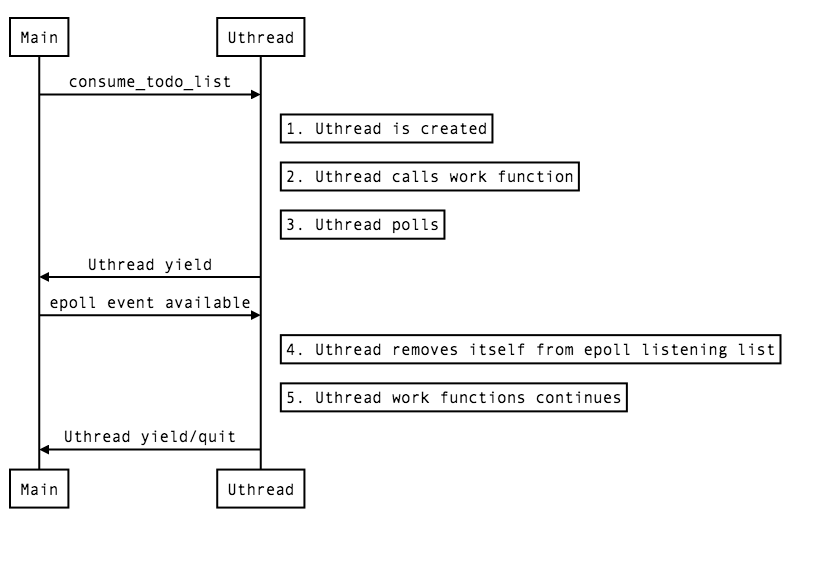 Main Uthread
consume_todo_list
1. Uthread is created
2. Uthread calls work function
3. Uthread polls
Uthread yield
epoll event available
4. Uthread removes itself from epoll listening list
5. Uthread work functions continues
Uthread yield/quit
Main Uthread